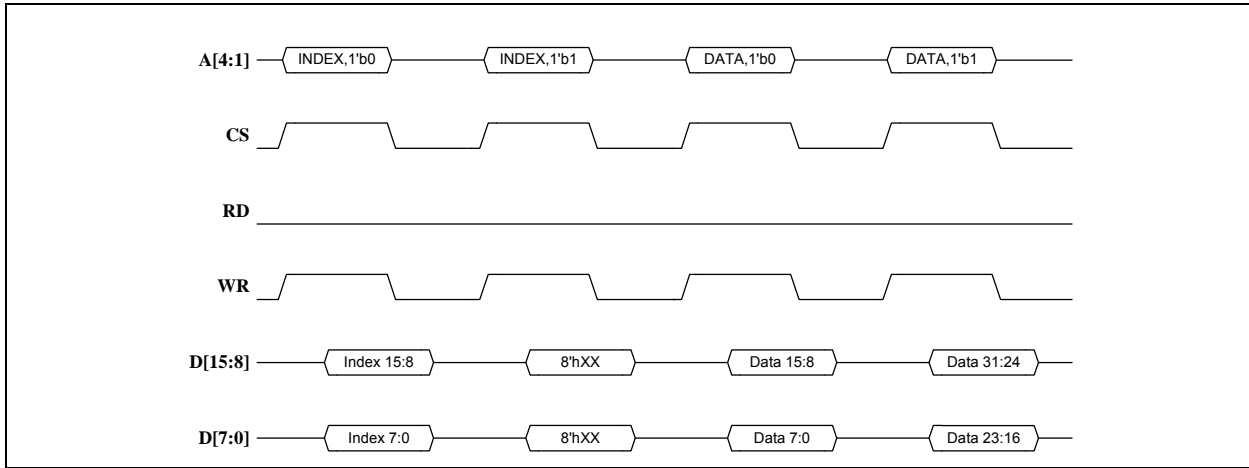 A[4:1] INDEX,1'b0 INDEX,1'b1 DATA,1'b0 DATA,1'b1
CS
RD
WR
D[15:8] Index 15:8 8'hXX Data 15:8 Data 31:24
D[7:0] Index 7:0 8'hXX Data 7:0 Data 23:16